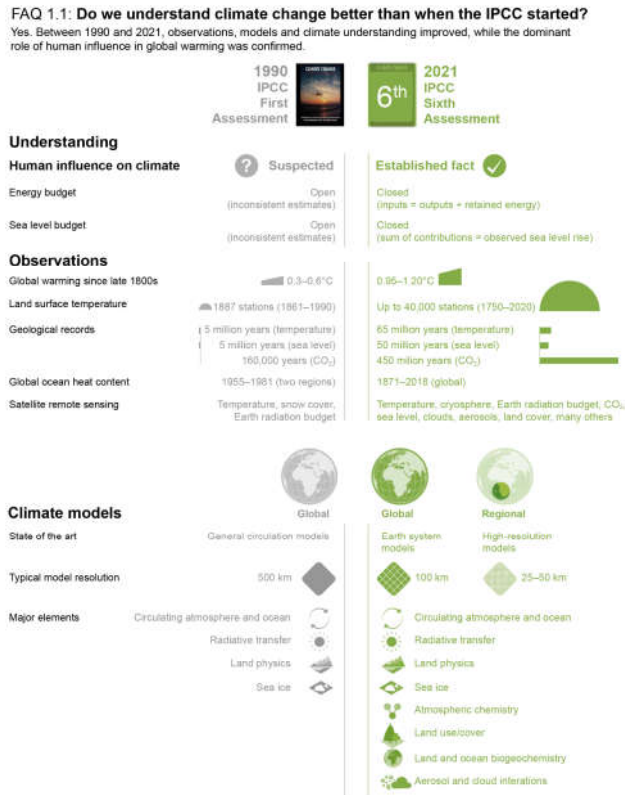 FAQ 1.1: Do we understand climate change better than when the IPCC started?
Yes. Between 1990 and 2021, observations, models and climate understanding improved, while the dominant
role of human influence in global warming was confirmed.
1990
IPCC
First
Assessment
6th
2021
IPCC
Sixth
Assessment
Understanding
Human influence on climate ? Suspected Established fact
Energy budget Open Closed
(inconsistent estimates) (inputs = outputs + retained energy)
Sea level budget Open Closed
(inconsistent estimates) (sum of contributions = observed sea level rise)
Observations
Global warming since late 1800s 0.3–0.6°C 0.95–1.20°C
Land surface temperature 1887 stations (1861–1990) Up to 40,000 stations (1750–2020)
Geological records 5 million years (temperature) 65 million years (temperature)
5 million years (sea level) 50 million years (sea level)
160,000 years (CO₂) 450 million years (CO₂)
Global ocean heat content 1955–1981 (two regions) 1871–2018 (global)
Satellite remote sensing Temperature, snow cover, Temperature, cryosphere, Earth radiation budget, CO₂,
Earth radiation budget sea level, clouds, aerosols, land cover, many others
Climate models Global Global Regional
State of the art General circulation models Earth system High-resolution
models models
Typical model resolution 500 km 100 km 25–50 km
Major elements Circulating atmosphere and ocean Circulating atmosphere and ocean
Radiative transfer Radiative transfer
Land physics Land physics
Sea ice Sea ice
Atmospheric chemistry
Land use/cover
Land and ocean biogeochemistry
Aerosol and cloud interations